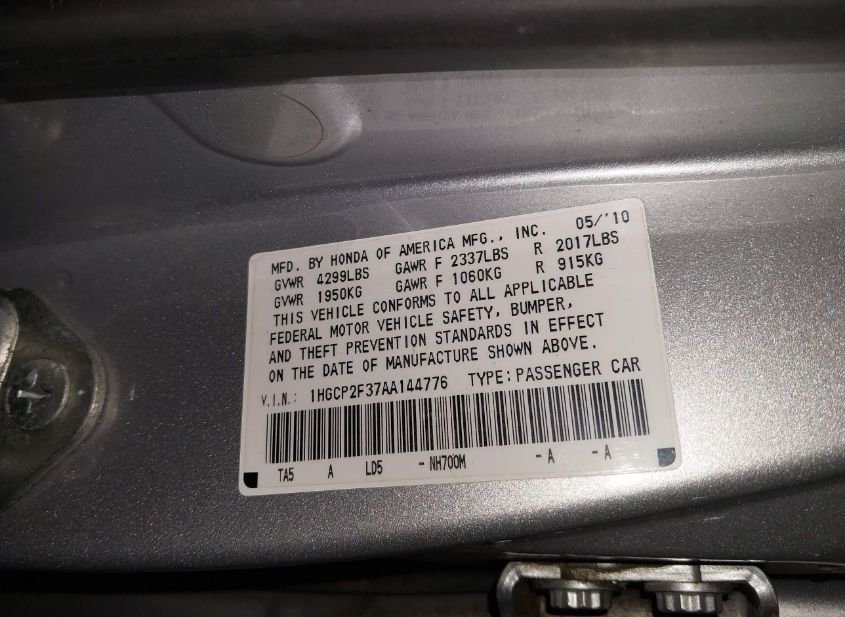 MFD. BY HONDA OF AMERICA MFG., INC. 05/'10
GVWR 4299LBS GAWR F 2337LBS R 2017LBS
GVWR 1950KG GAWR F 1060KG R 915KG
THIS VEHICLE CONFORMS TO ALL APPLICABLE
FEDERAL MOTOR VEHICLE SAFETY, BUMPER,
AND THEFT PREVENTION STANDARDS IN EFFECT
ON THE DATE OF MANUFACTURE SHOWN ABOVE.
V.I.N.: 1HGCP2F37AA144776 TYPE: PASSENGER CAR
TA5 A LD5 -NH700M -A -A